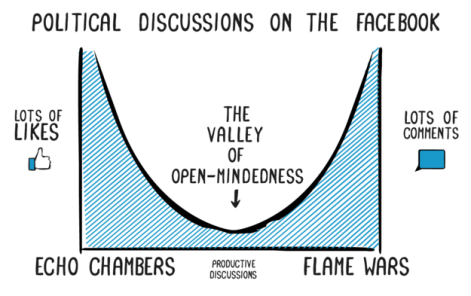 POLITICAL DISCUSSIONS ON THE FACEBOOK
LOTS OF
LIKES
THE
VALLEY
OF
OPEN-MINDEDNESS
LOTS OF
COMMENTS
ECHO CHAMBERS
PRODUCTIVE
DISCUSSIONS
FLAME WARS